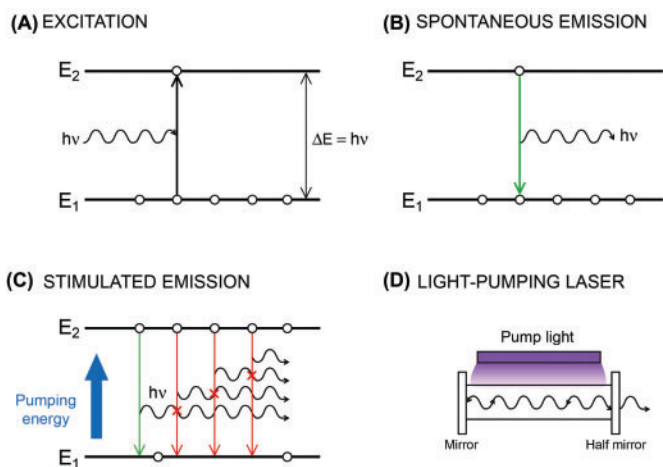 (A) EXCITATION
E2
hν
ΔE = hν
E1
(B) SPONTANEOUS EMISSION
E2
hν
E1
(C) STIMULATED EMISSION
E2
hν
Pumping
energy
E1
(D) LIGHT-PUMPING LASER
Pump light
Mirror
Half mirror